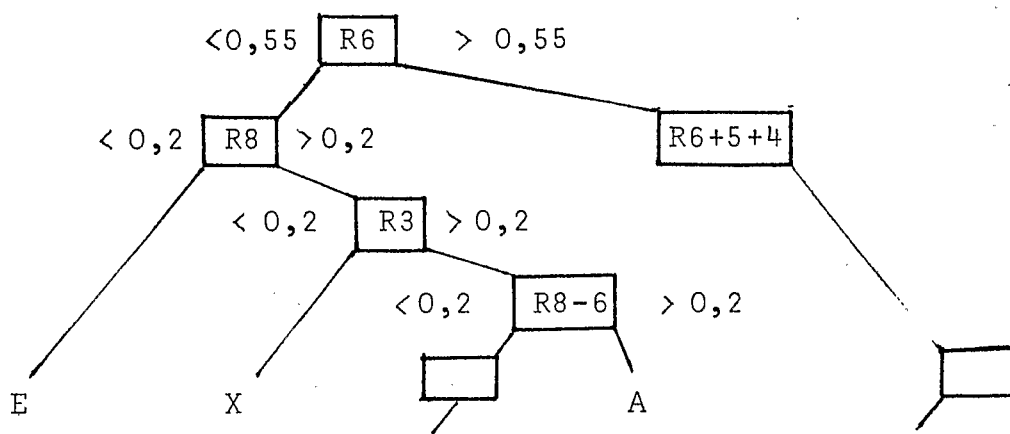 <0,55 R6 > 0,55
< 0,2 R8 >0,2 R6+5+4
< 0,2 R3 >0,2
<0,2 R8-6 > 0,2
E X A